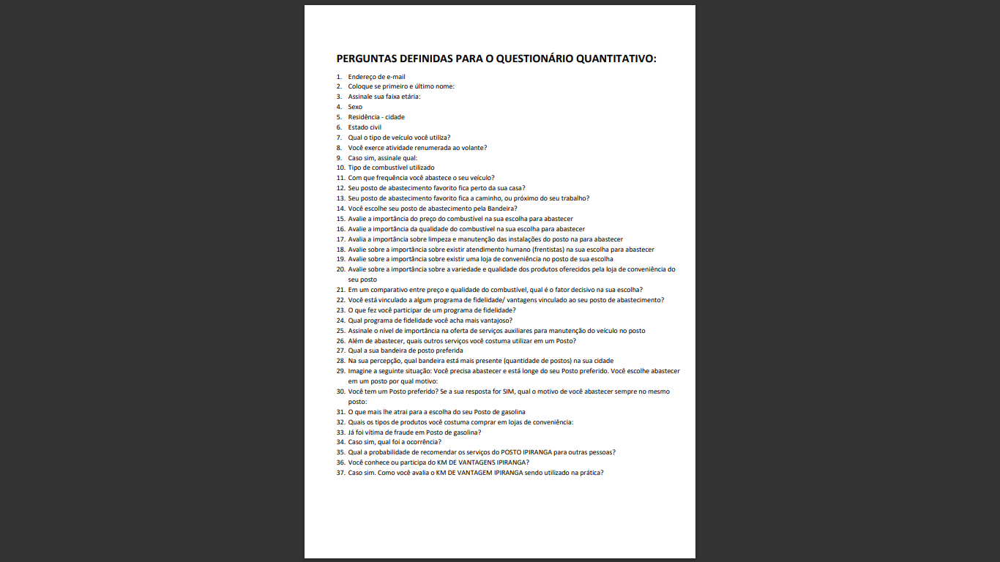 PERGUNTAS DEFINIDAS PARA O QUESTIONÁRIO QUANTITATIVO:
1. Endereço de e-mail
2. Coloque se primeiro e último nome:
3. Assinale sua faixa etária:
4. Sexo
5. Residência - cidade
6. Estado civil
7. Qual o tipo de veículo você utiliza?
8. Você exerce atividade renumerada ao volante?
9. Caso sim, assinale qual:
10. Tipo de combustível utilizado
11. Com que frequência você abastece o seu veículo?
12. Seu posto de abastecimento favorito fica perto da sua casa?
13. Seu posto de abastecimento favorito fica a caminho, ou próximo do seu trabalho?
14. Você escolhe seu posto de abastecimento pela Bandeira?
15. Avalie a importância do preço do combustível na sua escolha para abastecer
16. Avalie a importância da qualidade do combustível na sua escolha para abastecer
17. Avalia a importância sobre limpeza e manutenção das instalações do posto na para abastecer
18. Avalie sobre a importância sobre existir atendimento humano (frentistas) na sua escolha para abastecer
19. Avalie sobre a importância sobre existir uma loja de conveniência no posto de sua escolha
20. Avalie sobre a importância sobre a variedade e qualidade dos produtos oferecidos pela loja de conveniência do
seu posto
21. Em um comparativo entre preço e qualidade do combustível, qual é o fator decisivo na sua escolha?
22. Você está vinculado a algum programa de fidelidade/ vantagens vinculado ao seu posto de abastecimento?
23. O que fez você participar de um programa de fidelidade?
24. Qual programa de fidelidade você acha mais vantajoso?
25. Assinale o nível de importância na oferta de serviços auxiliares para manutenção do veículo no posto
26. Além de abastecer, quais outros serviços você costuma utilizar em um Posto?
27. Qual a sua bandeira de posto preferida
28. Na sua percepção, qual bandeira está mais presente (quantidade de postos) na sua cidade
29. Imagine a seguinte situação: Você precisa abastecer e está longe do seu Posto preferido. Você escolhe abastecer
em um posto por qual motivo:
30. Você tem um Posto preferido? Se a sua resposta for SIM, qual o motivo de você abastecer sempre no mesmo
posto:
31. O que mais lhe atrai para a escolha do seu Posto de gasolina
32. Quais os tipos de produtos você costuma comprar em lojas de conveniência:
33. Já foi vítima de fraude em Posto de gasolina?
34. Caso sim, qual foi a ocorrência?
35. Qual a probabilidade de recomendar os serviços do POSTO IPIRANGA para outras pessoas?
36. Você conhece ou participa do KM DE VANTAGENS IPIRANGA?
37. Caso sim. Como você avalia o KM DE VANTAGEM IPIRANGA sendo utilizado na prática?